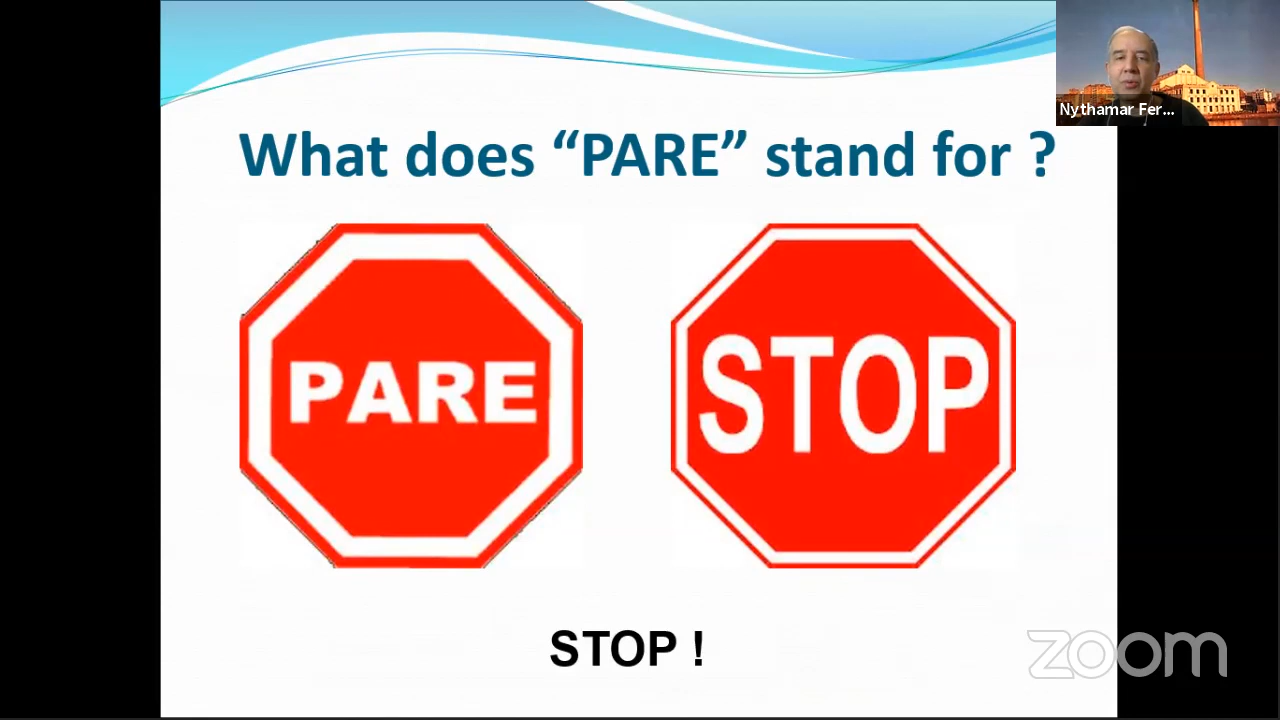 Nythamar Fer...
What does “PARE” stand for ?
PARE
STOP
STOP !
zoom